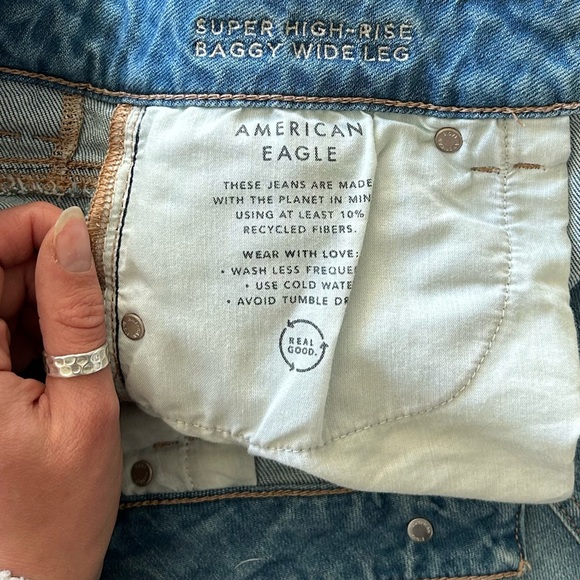 SUPER HIGH-RISE
BAGGY WIDE LEG
AMERICAN
EAGLE
THESE JEANS ARE MADE
WITH THE PLANET IN MIN
USING AT LEAST 10%
RECYCLED FIBERS.
WEAR WITH LOVE:
• WASH LESS FREQUE
• USE COLD WATE
• AVOID TUMBLE DR
REAL
GOOD.